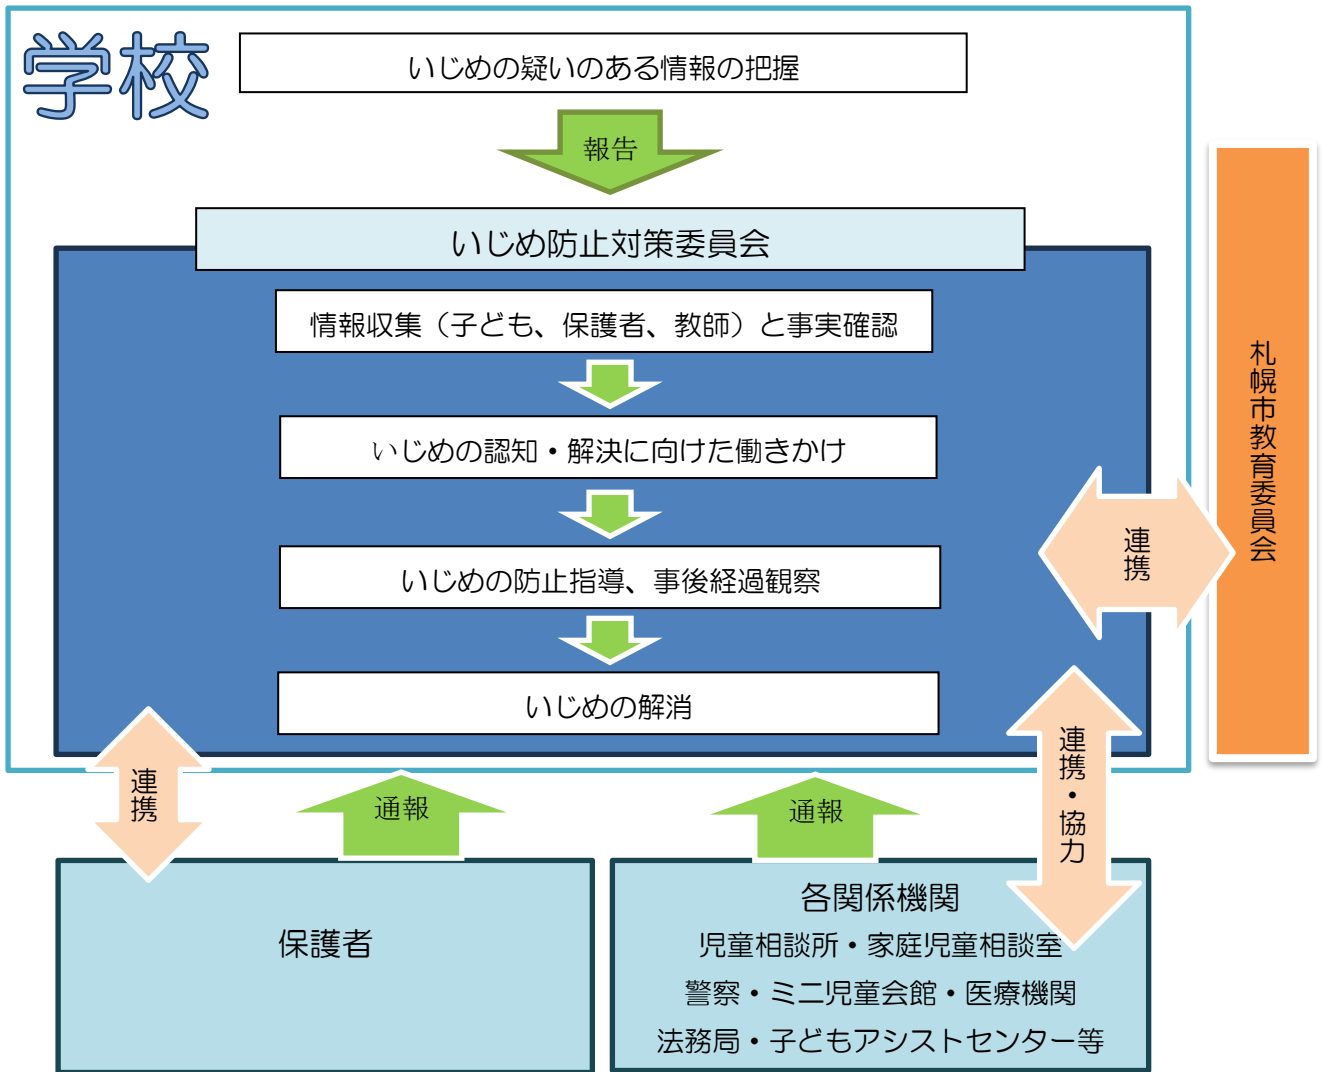 学校
いじめの疑いのある情報の把握
報告
いじめ防止対策委員会
情報収集（子ども、保護者、教師）と事実確認
いじめの認知・解決に向けた働きかけ
いじめの防止指導、事後経過観察
いじめの解消
連携
札幌市教育委員会
連携
通報
通報
連携・協力
保護者
各関係機関
児童相談所・家庭児童相談室
警察・ミニ児童会館・医療機関
法務局・子どもアシストセンター等